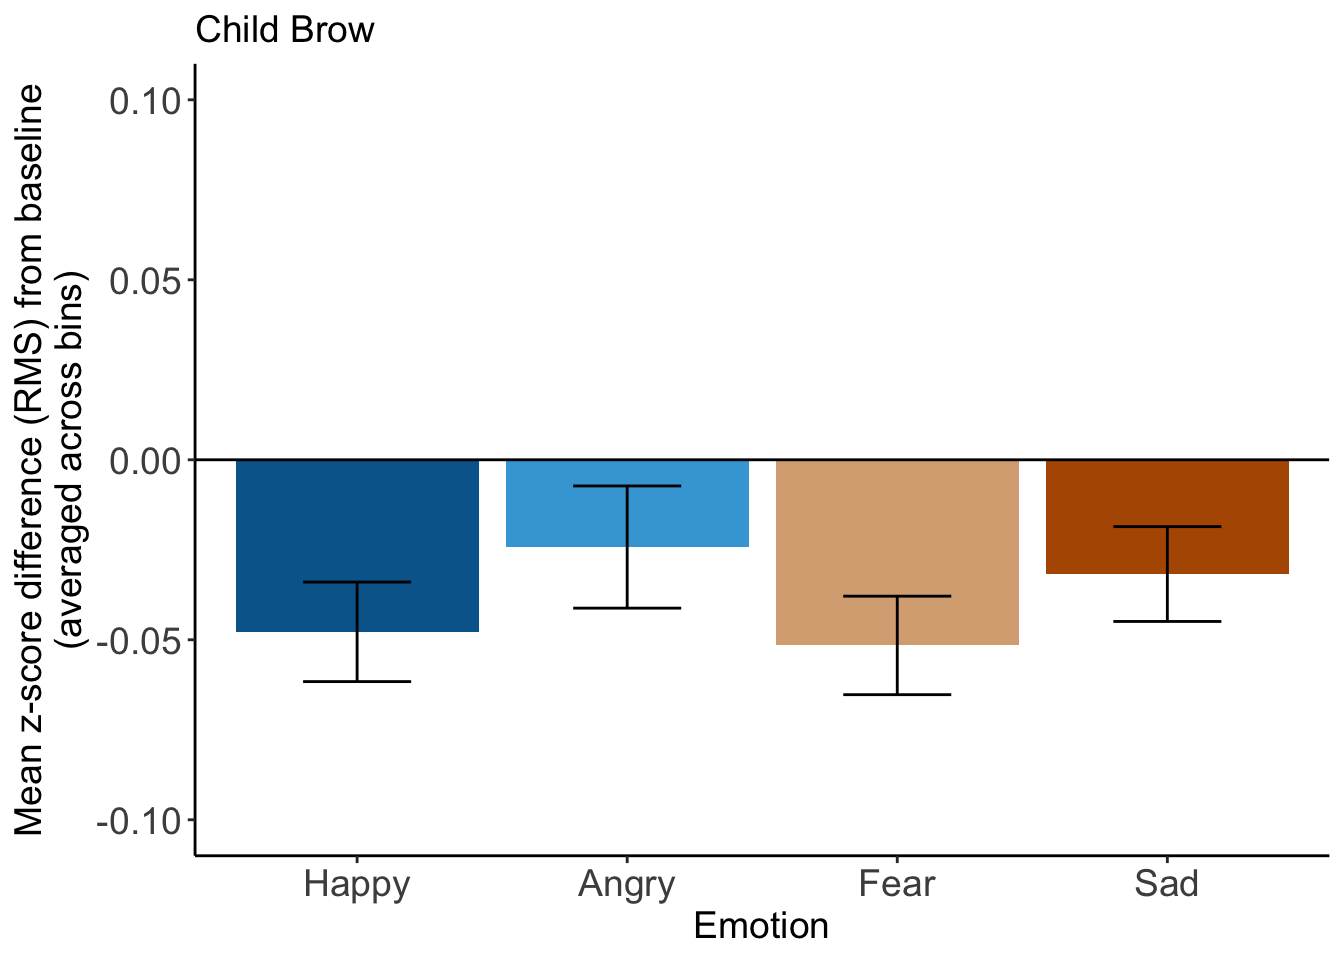 Child Brow
Mean z-score difference (RMS) from baseline
(averaged across bins)
0.10
0.05
0.00
-0.05
-0.10
Happy
Angry
Fear
Sad
Emotion